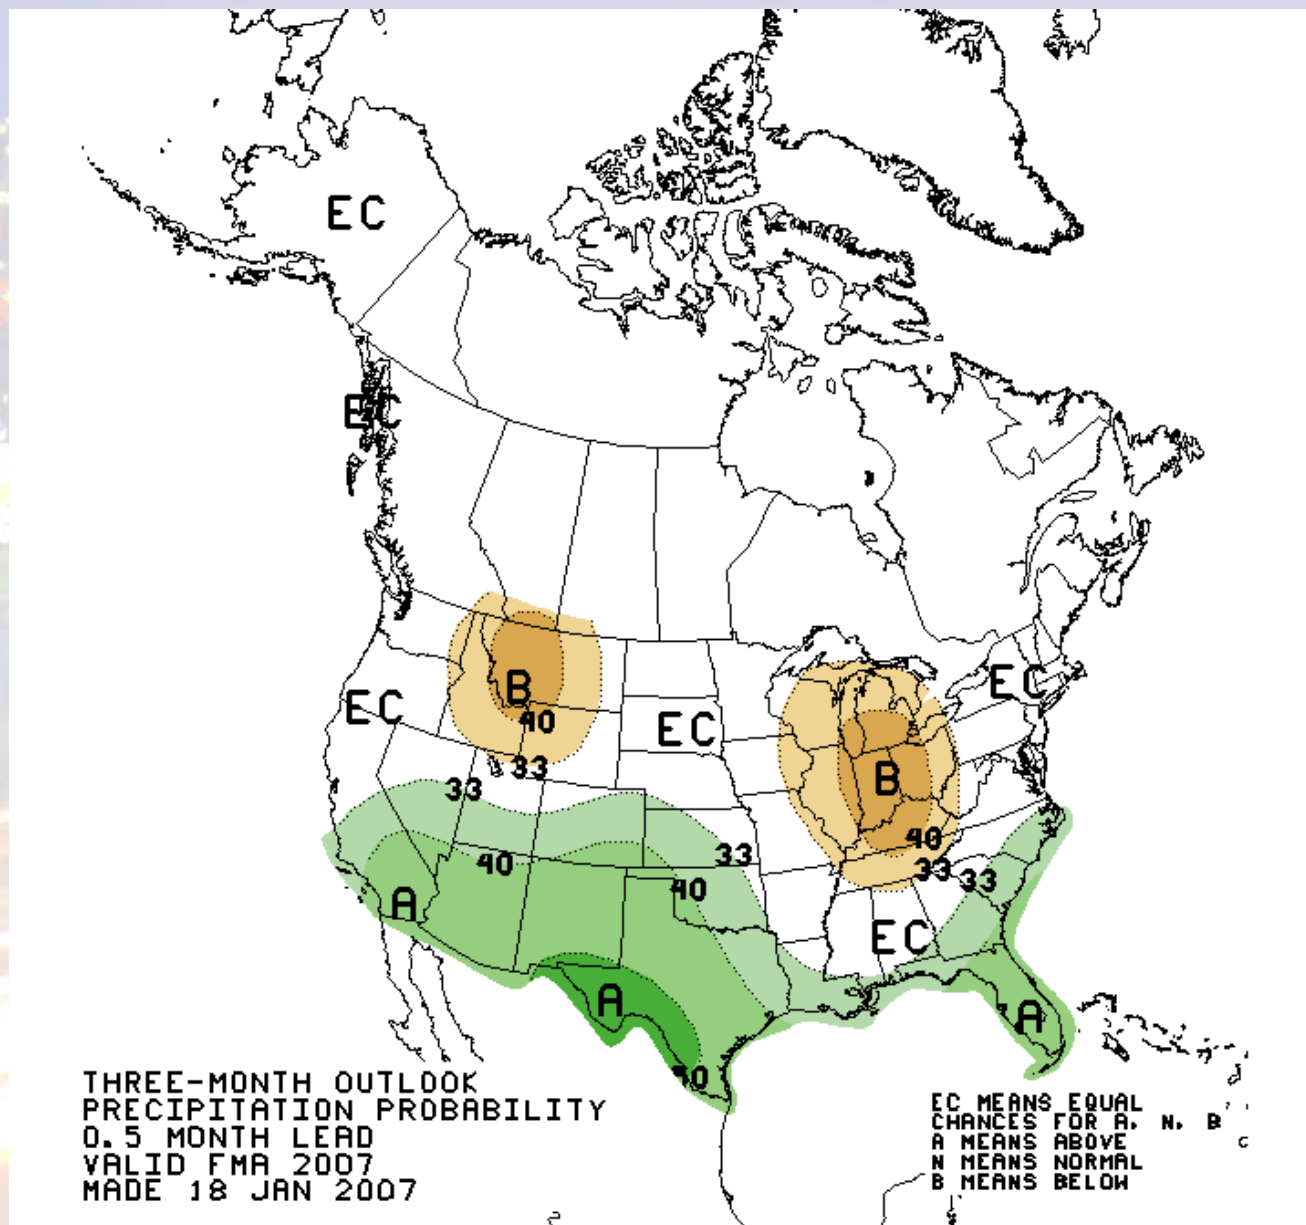 EC
EC
B
EC
40
EC
EC
33
33
B
40
33
40
33
40
33
A
EC
A
A
THREE-MONTH OUTLOOK
PRECIPITATION PROBABILITY
0.5 MONTH LEAD
VALID FMA 2007
MADE 18 JAN 2007
EC MEANS EQUAL
CHANCES FOR A, N, B
A MEANS ABOVE
N MEANS NORMAL
B MEANS BELOW